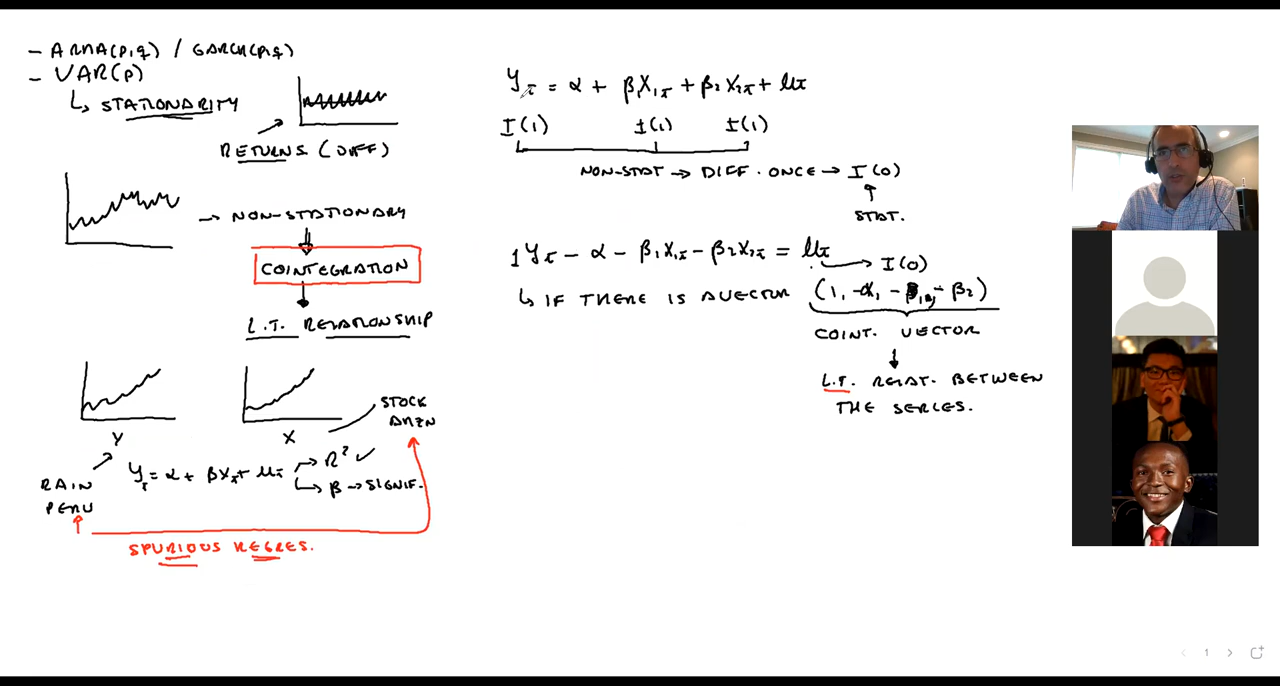 - ARMA(p,q) / GARCH(p,q)
- VAR(p)
↳ STATIONARITY
RETURNS (DIFF)
→ NON-STATIONARY
COINTEGRATION
L.T. RELATIONSHIP
Y
X
STOCK
AMZN
RAIN
PERU
Yₜ = α + βXₜ + uₜ
→ R² ✓
↳ β → SIGNIF.
SPURIOUS REGRES.
Yₜ = α + β₁X₁ₜ + β₂X₂ₜ + uₜ
I(1) I(1) I(1)
NON-STAT → DIFF. ONCE → I(0)
STAT.
1Yₜ - α - β₁X₁ₜ - β₂X₂ₜ = uₜ
→ I(0)
↳ IF THERE IS A VECTOR (1, -α, -β₁, -β₂)
COINT. VECTOR
L.T. RELAT. BETWEEN
THE SERIES.
1